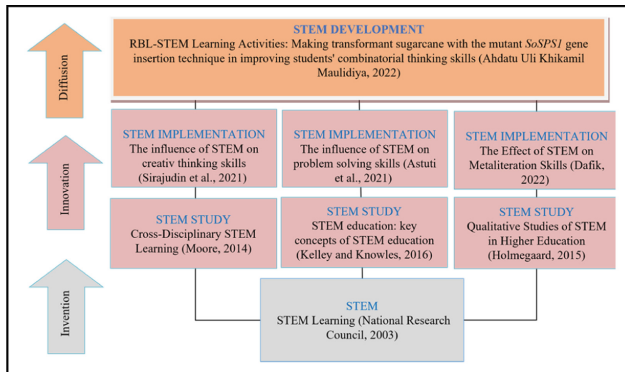 Diffusion
STEM DEVELOPMENT
RBL-STEM Learning Activities: Making transformant sugarcane with the mutant SoSPS1 gene
insertion technique in improving students' combinatorial thinking skills (Ahdatu Uli Khikamil
Maulidiya, 2022)
Innovation
STEM IMPLEMENTATION
The influence of STEM on
creativ thinking skills
(Sirajudin et al., 2021)
STEM IMPLEMENTATION
The influence of STEM on
problem solving skills (Astuti
et al., 2021)
STEM IMPLEMENTATION
The Effect of STEM on
Metaliteration Skills (Dafik,
2022)
STEM STUDY
Cross-Disciplinary STEM
Learning (Moore, 2014)
STEM STUDY
STEM education: key
concepts of STEM education
(Kelley and Knowles, 2016)
STEM STUDY
Qualitative Studies of STEM
in Higher Education
(Holmegaard, 2015)
Invention
STEM
STEM Learning (National Research
Council, 2003)